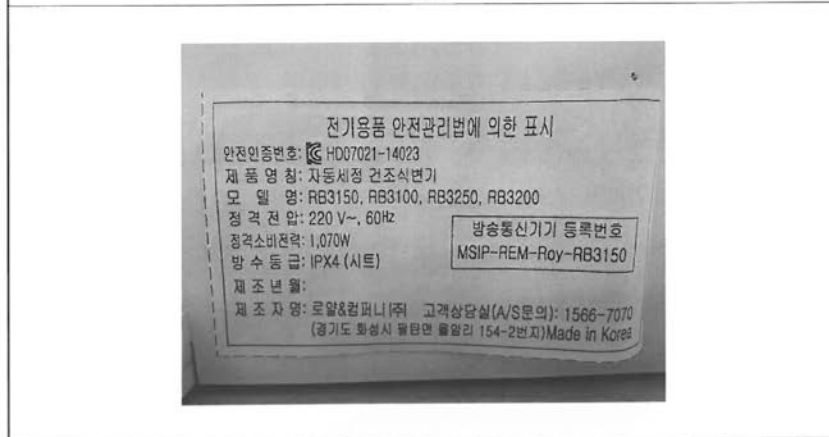 전기용품 안전관리법에 의한 표시
안전인증번호: HD07021-14023
제 품 명 칭: 자동세정 건조식변기
모 델 명: RB3150, RB3100, RB3250, RB3200
정 격 전 압: 220 V~, 60Hz
정격소비전력: 1,070W
방 수 등 급: IPX4 (시트)
방송통신기기 등록번호
MSIP-REM-Roy-RB3150
제 조 년 월:
제 조 자 명: 로얄&컴퍼니(주) 고객상담실(A/S문의): 1566-7070
(경기도 화성시 팔탄면 율암리 154-2번지)Made in Korea